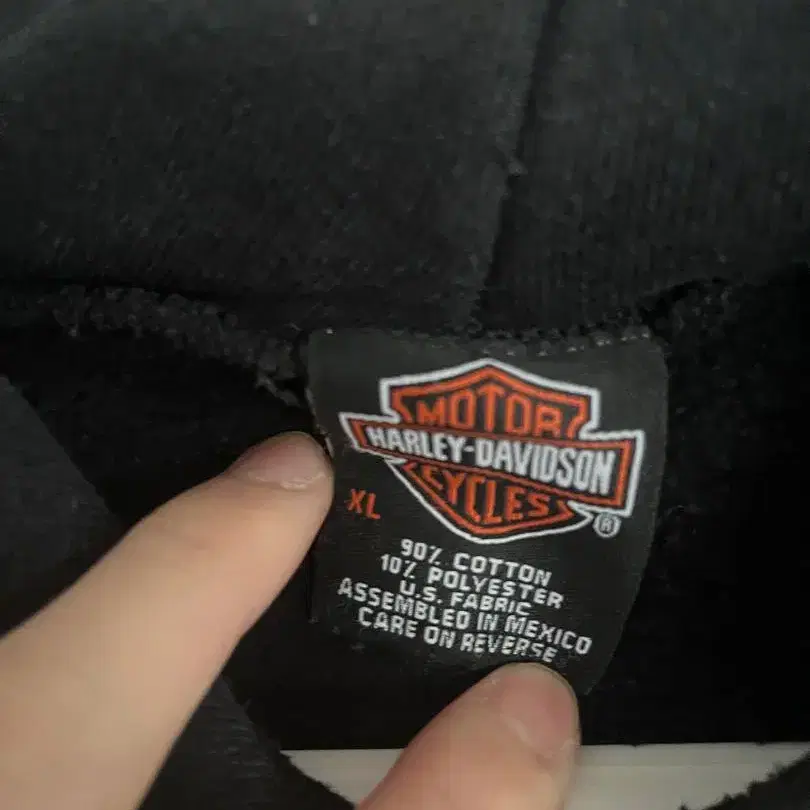 MOTOR
HARLEY-DAVIDSON
CYCLES
®
XL
90% COTTON
10% POLYESTER
U.S. FABRIC
ASSEMBLED IN MEXICO
CARE ON REVERSE